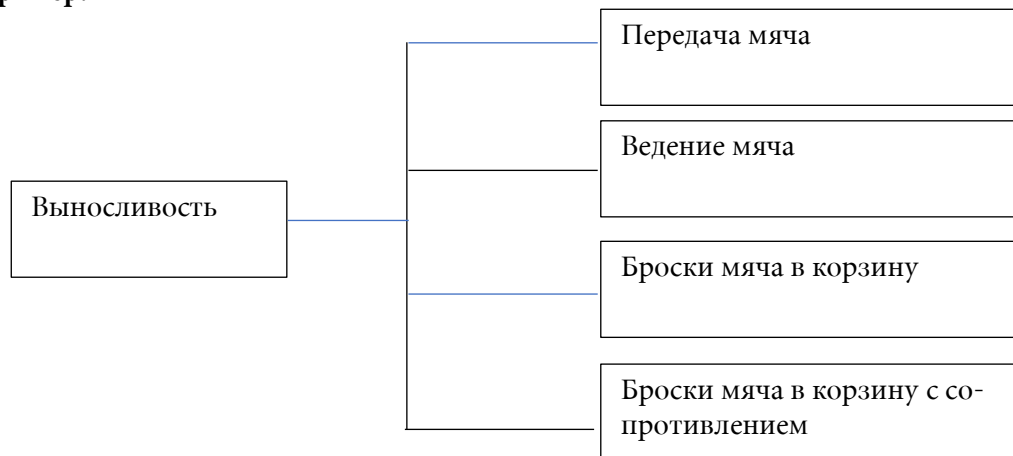 Передача мяча
Ведение мяча
Выносливость
Броски мяча в корзину
Броски мяча в корзину с со-
противлением